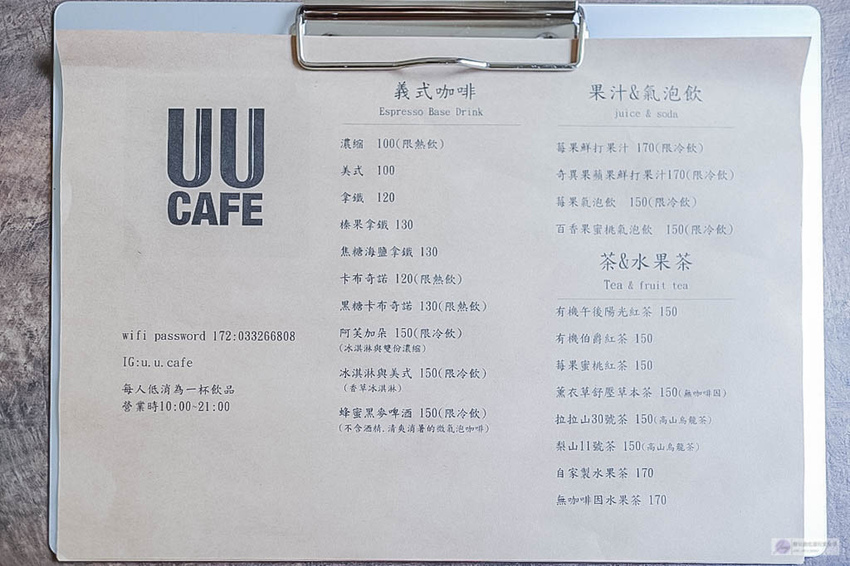 UU
CAFE
wifi password 172:033266808
IG:u.u.cafe
每人低消為一杯飲品
營業時10:00~21:00
義式咖啡
Espresso Base Drink
濃縮 100(限熱飲)
美式 100
拿鐵 120
榛果拿鐵 130
焦糖海鹽拿鐵 130
卡布奇諾 120(限熱飲)
黑糖卡布奇諾 130(限熱飲)
阿芙加朵 150(限冷飲)
(冰淇淋與雙份濃縮)
冰淇淋與美式 150(限冷飲)
(香草冰淇淋)
蜂蜜黑麥啤酒 150(限冷飲)
(不含酒精.清爽消暑的微氣泡咖啡)
果汁&氣泡飲
juice & soda
莓果鮮打果汁 170(限冷飲)
奇異果蘋果鮮打果汁170(限冷飲)
莓果氣泡飲 150(限冷飲)
百香果蜜桃氣泡飲 150(限冷飲)
茶&水果茶
Tea & fruit tea
有機午後陽光紅茶 150
有機伯爵紅茶 150
莓果蜜桃紅茶 150
薰衣草舒壓草本茶 150(無咖啡因)
拉拉山30號茶 150(高山烏龍茶)
梨山11號茶 150(高山烏龍茶)
自家製水果茶 170
無咖啡因水果茶 170